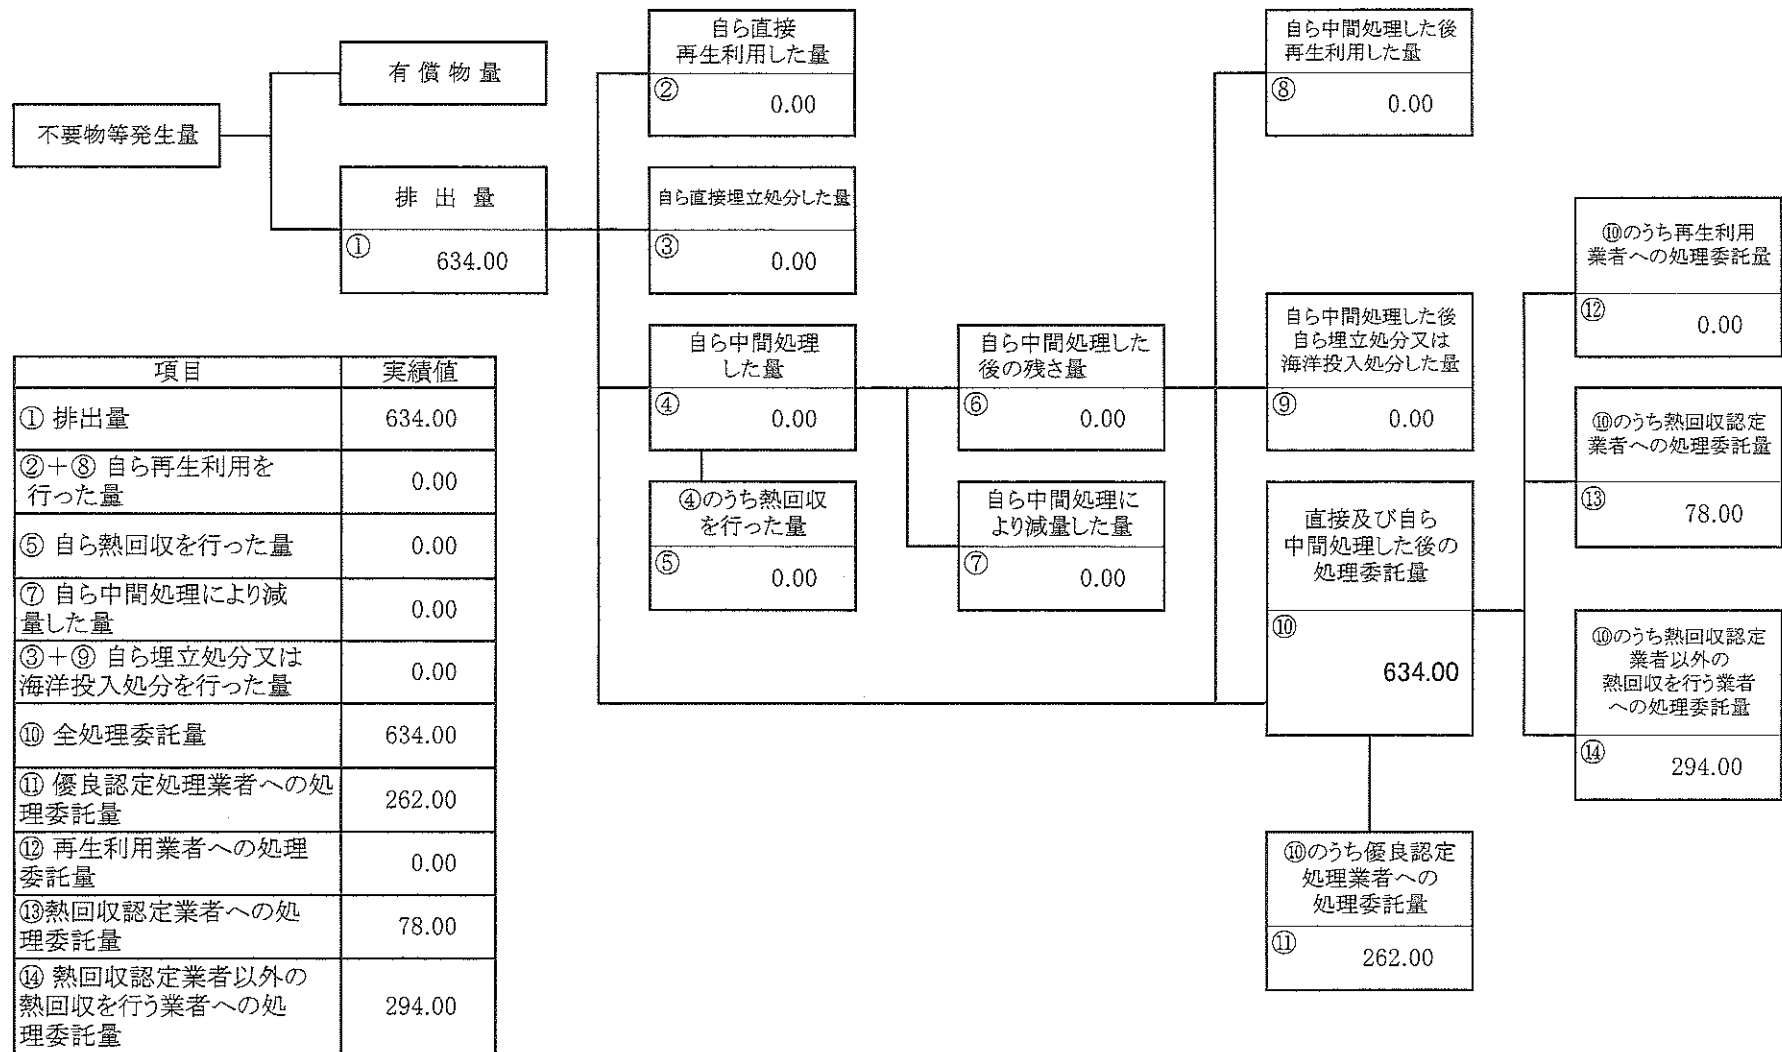 不要物等発生量
有償物量
排出量
①
634.00
自ら直接
再生利用した量
②
0.00
自ら直接埋立処分した量
③
0.00
自ら中間処理
した量
④
0.00
④のうち熱回収
を行った量
⑤
0.00
自ら中間処理した
後の残さ量
⑥
0.00
自ら中間処理に
より減量した量
⑦
0.00
自ら中間処理した後
再生利用した量
⑧
0.00
自ら中間処理した後
自ら埋立処分又は
海洋投入処分した量
⑨
0.00
直接及び自ら
中間処理した後の
処理委託量
⑩
634.00
⑩のうち優良認定
処理業者への
処理委託量
⑪
262.00
⑩のうち再生利用
業者への処理委託量
⑫
0.00
⑩のうち熱回収認定
業者への処理委託量
⑬
78.00
⑩のうち熱回収認定
業者以外の
熱回収を行う業者
への処理委託量
⑭
294.00
項目 実績値
① 排出量 634.00
②＋⑧ 自ら再生利用を
行った量
0.00
⑤ 自ら熱回収を行った量 0.00
⑦ 自ら中間処理により減
量した量
0.00
③＋⑨ 自ら埋立処分又は
海洋投入処分を行った量
0.00
⑩ 全処理委託量 634.00
⑪ 優良認定処理業者への処
理委託量
262.00
⑫ 再生利用業者への処理
委託量
0.00
⑬熱回収認定業者への処
理委託量
78.00
⑭ 熱回収認定業者以外の
熱回収を行う業者への処
理委託量
294.00